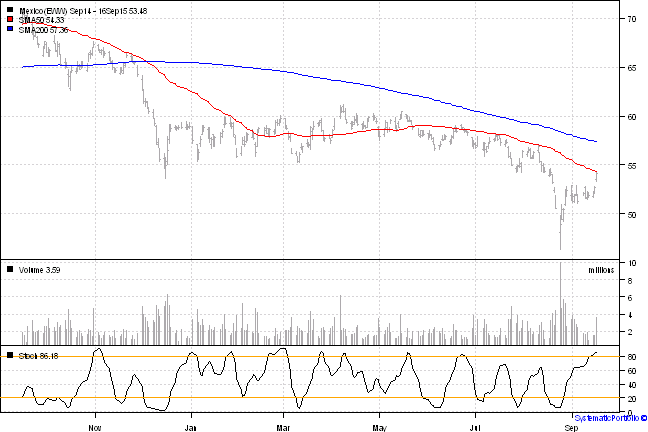 Mexico(EWW) Sep14 - 16Sep15 53.48
SMA50 54.33
SMA200 57.36
70
65
60
55
50
Volume 3.59
millions
10
8
6
4
2
Stoch 86.18
80
60
40
20
0
Nov Jan Mar May Jul Sep
SystematicPortfolio ©